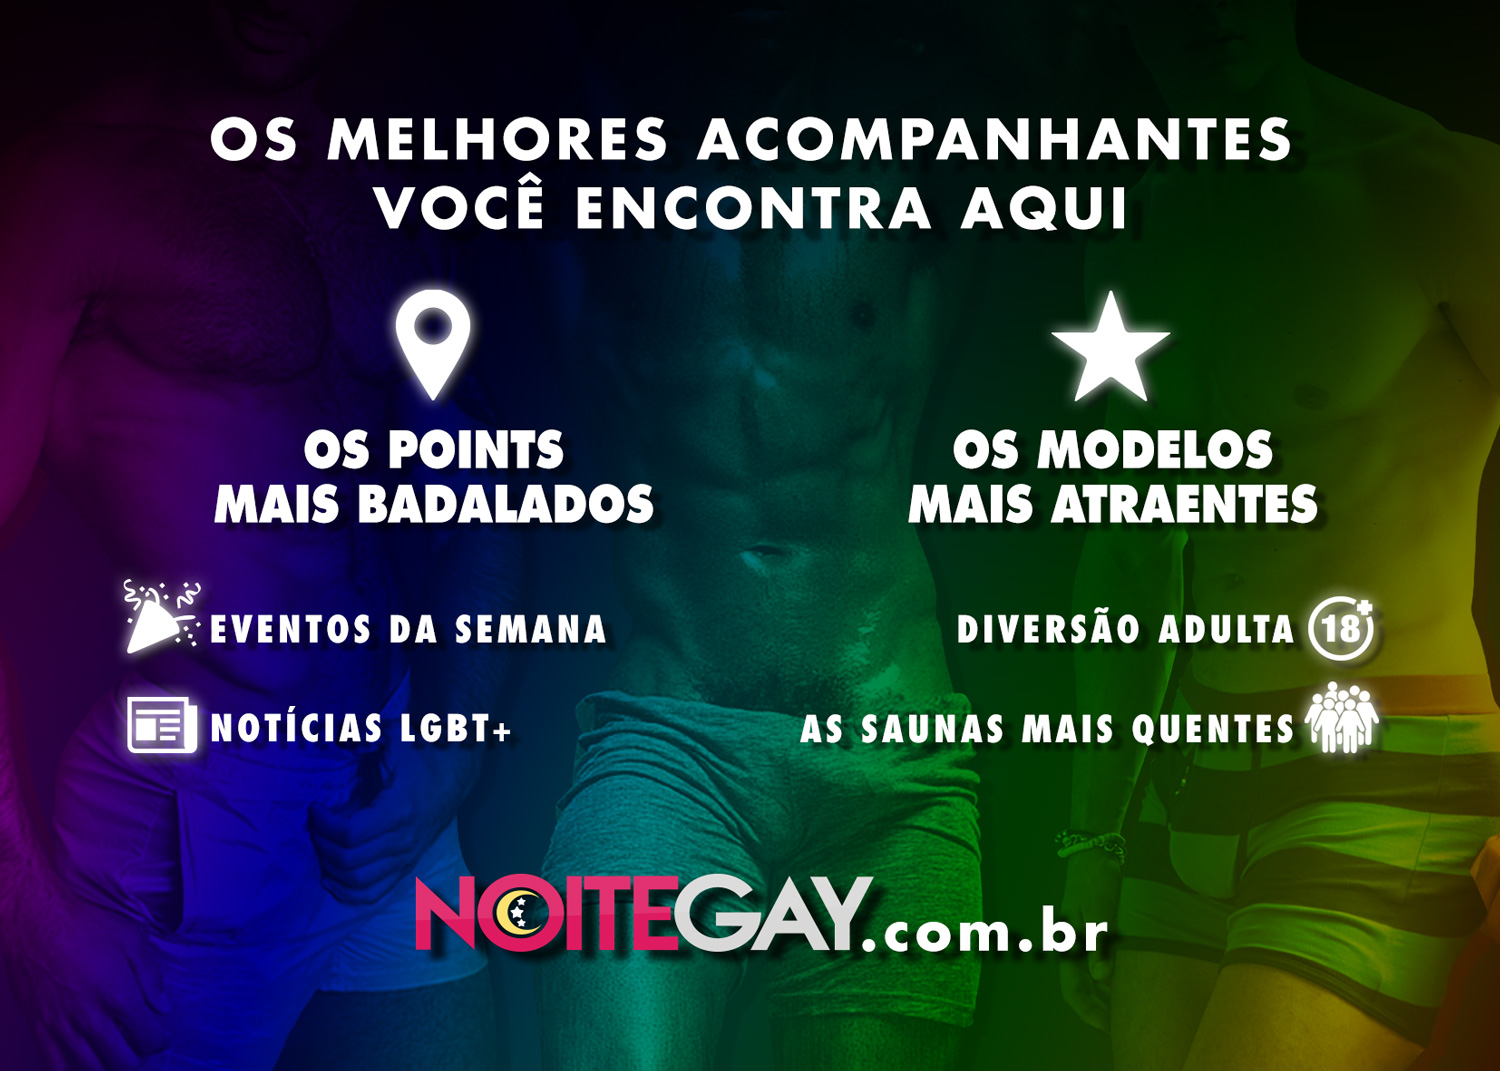 OS MELHORES ACOMPANHANTES
VOCÊ ENCONTRA AQUI
OS POINTS
MAIS BADALADOS
OS MODELOS
MAIS ATRAENTES
EVENTOS DA SEMANA
DIVERSÃO ADULTA 18+
NOTÍCIAS LGBT+
AS SAUNAS MAIS QUENTES
NOITEGAY.com.br